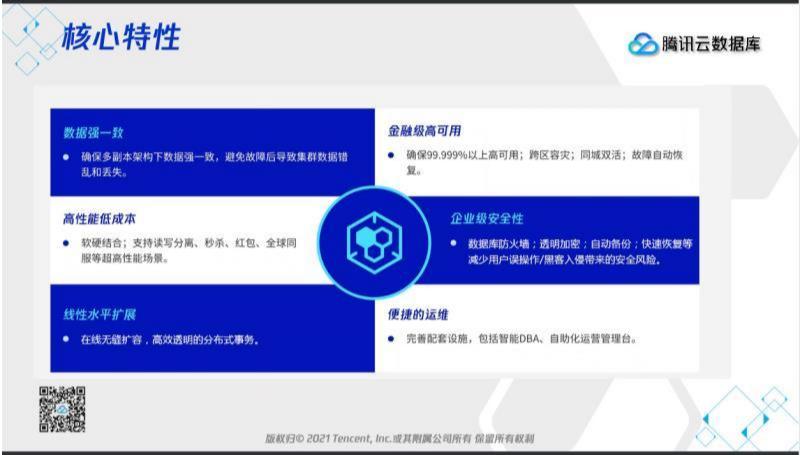 核心特性
腾讯云数据库
数据强一致
确保多副本架构下数据强一致，避免故障后导致集群数据错
乱和丢失。
金融级高可用
确保99.999%以上高可用；跨区容灾；同城双活；故障自动恢
复。
高性能低成本
软硬结合；支持读写分离、秒杀、红包、全球同
服等超高性能场景。
企业级安全性
数据库防火墙；透明加密；自动备份；快速恢复等
减少用户误操作/黑客入侵带来的安全风险。
线性水平扩展
在线无缝扩容，高效透明的分布式事务。
便捷的运维
完善配套设施，包括智能DBA、自助化运营管理台。
版权归© 2021 Tencent, Inc.或其附属公司所有 保留所有权利